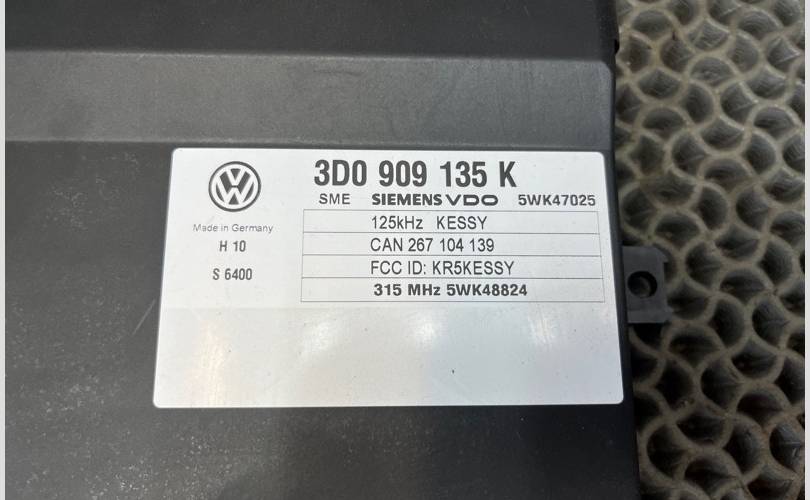 3D0 909 135 K
SME SIEMENS VDO 5WK47025
Made in Germany
125kHz KESSY
H 10
CAN 267 104 139
S 6400
FCC ID: KR5KESSY
315 MHz 5WK48824